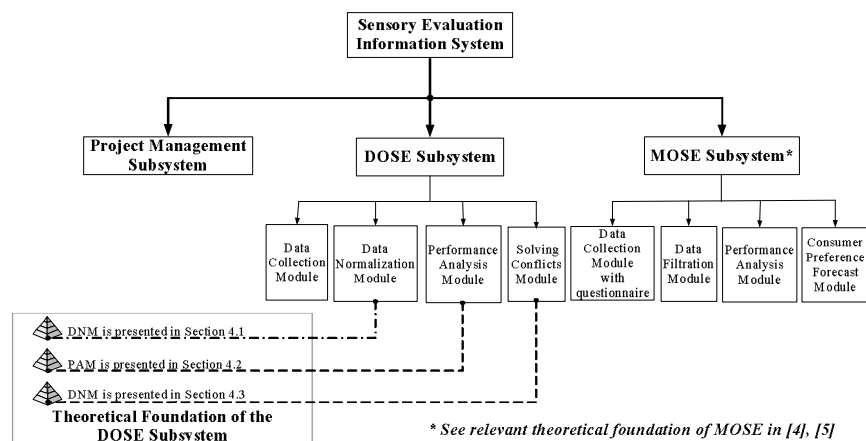 Sensory Evaluation
Information System
Project Management
Subsystem
DOSE Subsystem
MOSE Subsystem*
Data
Collection
Module
Data
Normalization
Module
Performance
Analysis
Module
Solving
Conflicts
Module
Data
Collection
Module
with
questionnaire
Data
Filtration
Module
Performance
Analysis
Module
Consumer
Preference
Forecast
Module
DNM is presented in Section 4.1
PAM is presented in Section 4.2
DNM is presented in Section 4.3
Theoretical Foundation of the
DOSE Subsystem
* See relevant theoretical foundation of MOSE in [4], [5]